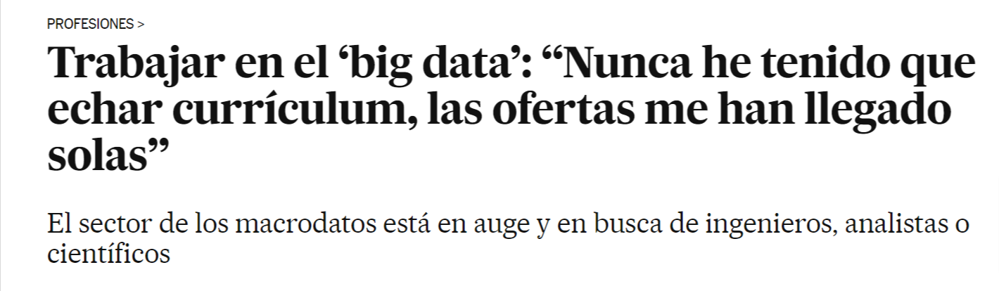 PROFESIONES >
Trabajar en el ‘big data’: “Nunca he tenido que
echar currículum, las ofertas me han llegado
solas”
El sector de los macrodatos está en auge y en busca de ingenieros, analistas o
científicos